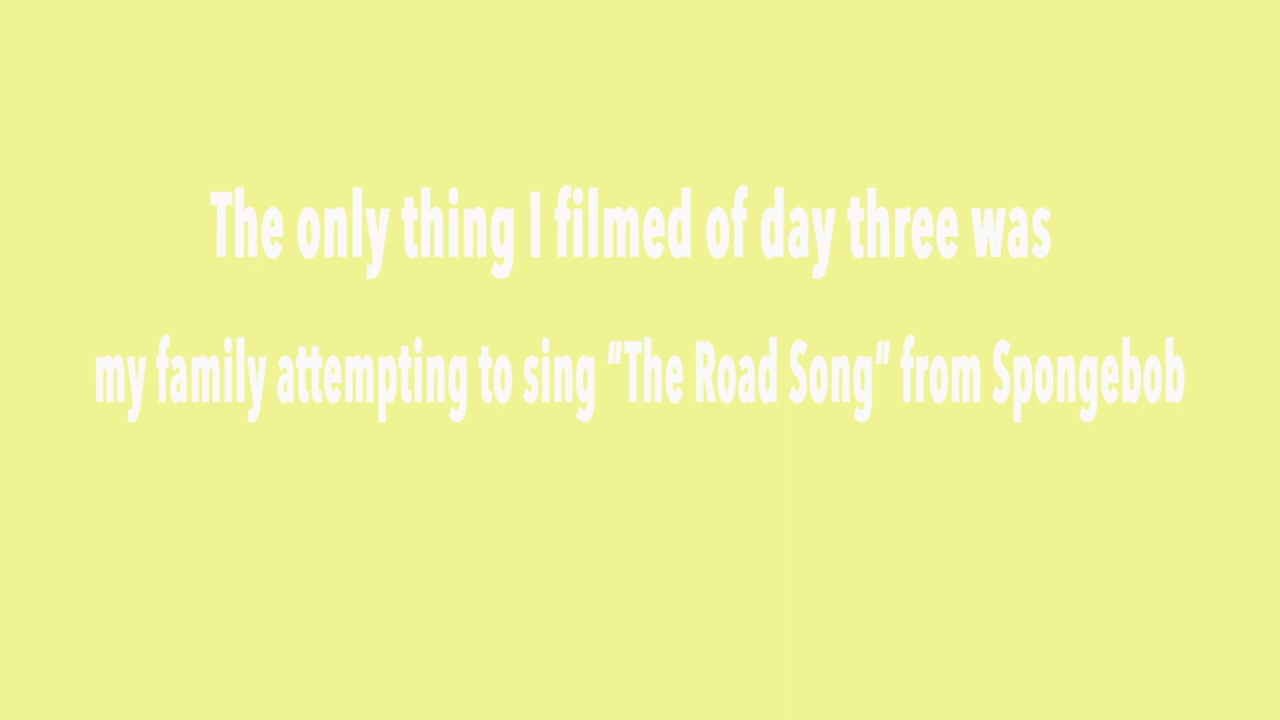 The only thing I filmed of day three was
my family attempting to sing "The Road Song" from Spongebob